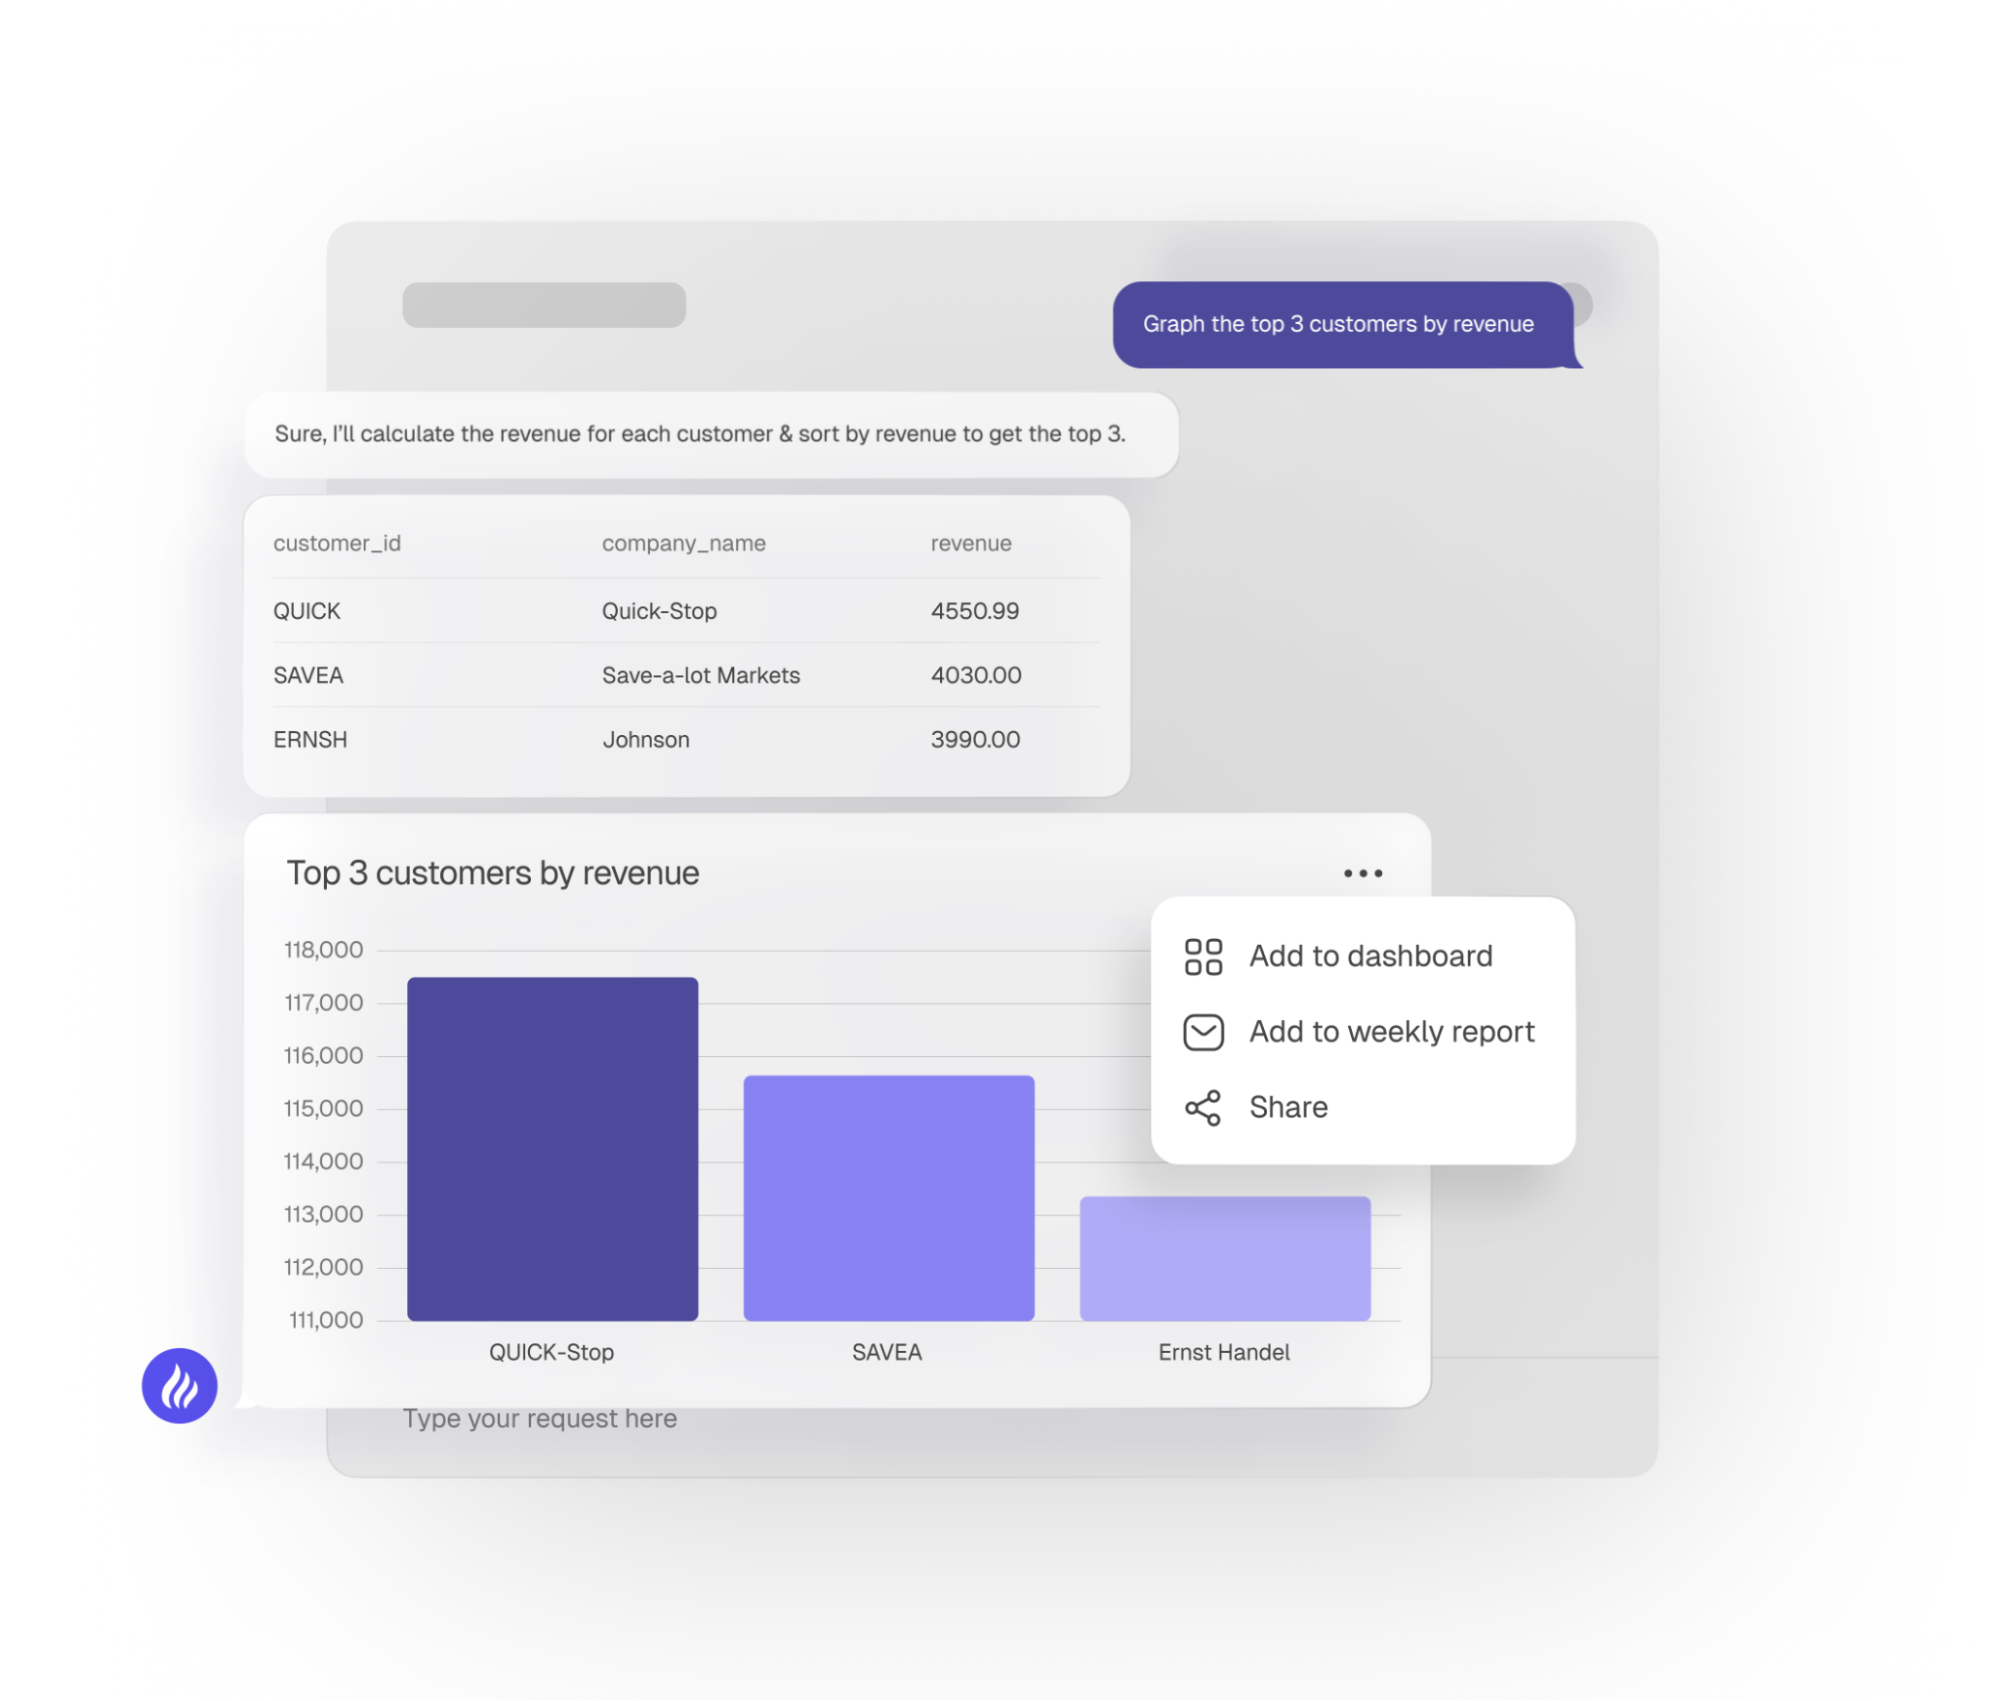 Graph the top 3 customers by revenue
Sure, I’ll calculate the revenue for each customer & sort by revenue to get the top 3.
customer_id company_name revenue
QUICK Quick-Stop 4550.99
SAVEA Save-a-lot Markets 4030.00
ERNSH Johnson 3990.00
Top 3 customers by revenue
Add to dashboard
Add to weekly report
Share
118,000
117,000
116,000
115,000
114,000
113,000
112,000
111,000
QUICK-Stop SAVEA Ernst Handel
Type your request here